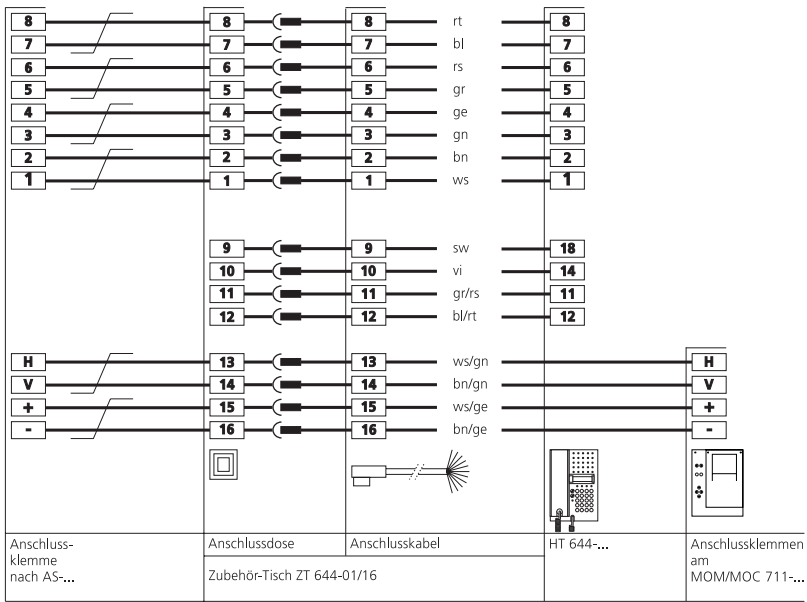 8 8 8 rt 8
7 7 7 bl 7
6 6 6 rs 6
5 5 5 gr 5
4 4 4 ge 4
3 3 3 gn 3
2 2 2 bn 2
1 1 1 ws 1
9 9 sw 18
10 10 vi 14
11 11 gr/rs 11
12 12 bl/rt 12
H 13 13 ws/gn H
V 14 14 bn/gn V
+ 15 15 ws/ge +
- 16 16 bn/ge -
Anschluss-
klemme
nach AS-...
Anschlussdose
Anschlusskabel
Zubehör-Tisch ZT 644-01/16
HT 644-...
Anschlussklemmen
am
MOM/MOC 711-...